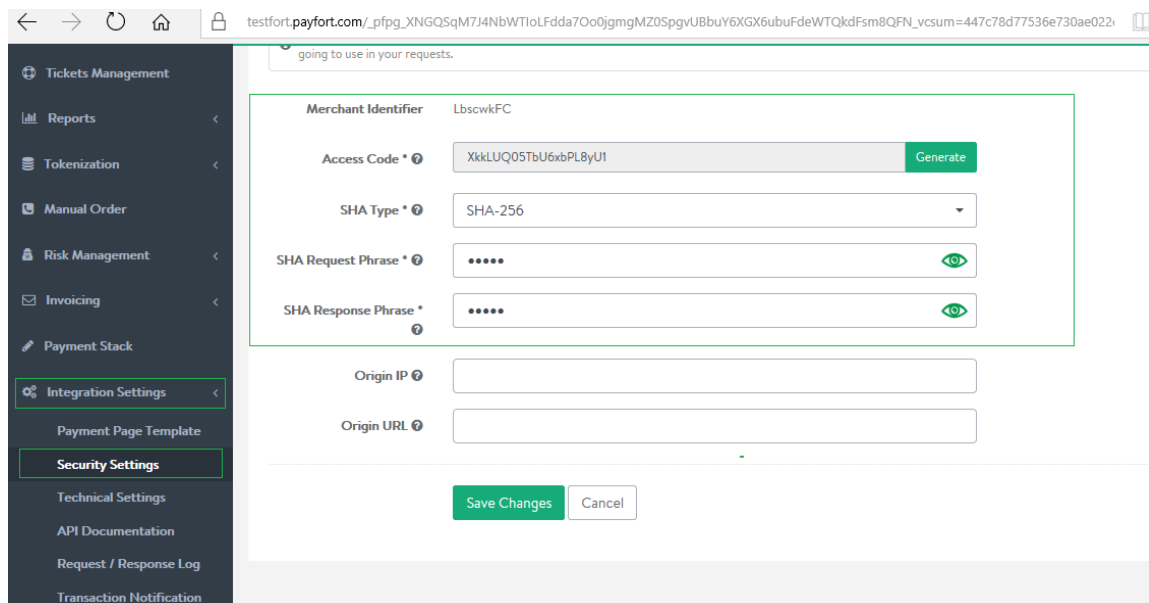 testfort.payfort.com/_pfpg_XNGQSqM7J4NbWTIoLFdda7Oo0jgmgMZ0SpgvUBbuY6XGX6ubuFdeWTQkdFsm8QFN_vcsum=447c78d77536e730ae022
going to use in your requests.
Tickets Management
Reports
Tokenization
Manual Order
Risk Management
Invoicing
Payment Stack
Integration Settings
Payment Page Template
Security Settings
Technical Settings
API Documentation
Request / Response Log
Transaction Notification
Merchant Identifier LbscwkFC
Access Code * XkkLUQ05TbU6xbPL8yU1 Generate
SHA Type * SHA-256
SHA Request Phrase * •••••
SHA Response Phrase * •••••
Origin IP
Origin URL
Save Changes Cancel